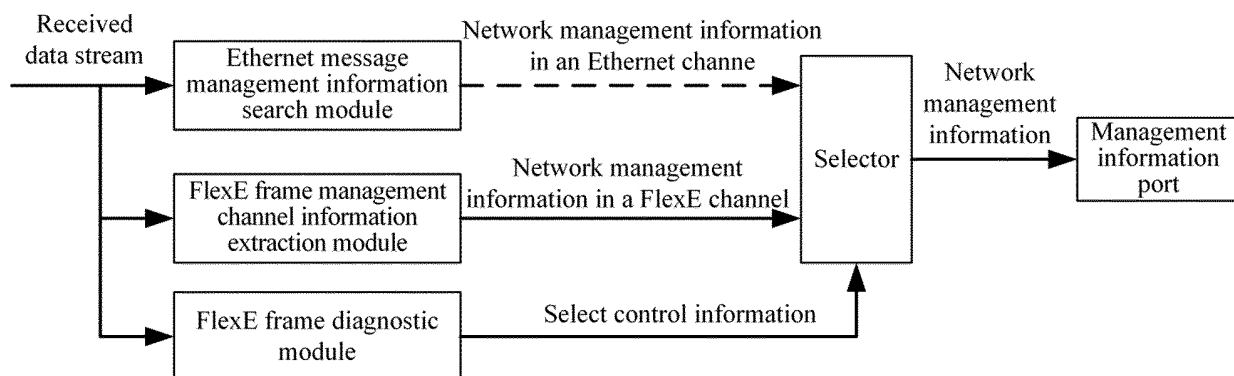 Received
data stream
Ethernet message
management information
search module
Network management information
in an Ethernet channe
FlexE frame management
channel information
extraction module
Network management
information in a FlexE channel
FlexE frame diagnostic
module
Select control information
Selector
Network
management
information
Management
information
port